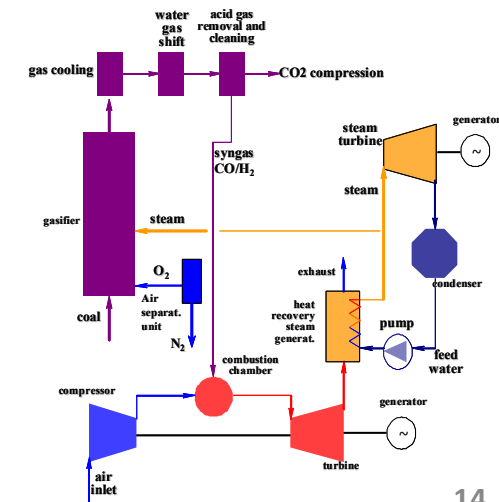 water
gas
shift
acid gas
removal and
cleaning
gas cooling
CO2 compression
generator
~
steam
turbine
syngas
CO/H2
steam
gasifier
steam
O2
exhaust
condenser
Air
separat.
unit
heat
recovery
steam
generat.
coal
N2
pump
feed
water
combustion
chamber
compressor
generator
~
turbine
air
inlet
14